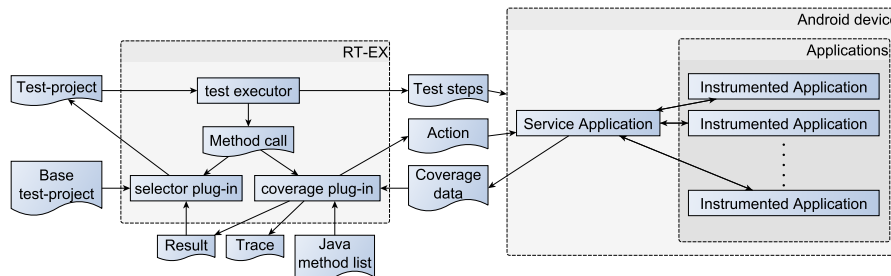 Android device
RT-EX
Applications
Test-project
test executor
Test steps
Instrumented Application
Service Application
Instrumented Application
Action
Method call
Base
test-project
selector plug-in
coverage plug-in
Coverage
data
Instrumented Application
Result
Trace
Java
method list